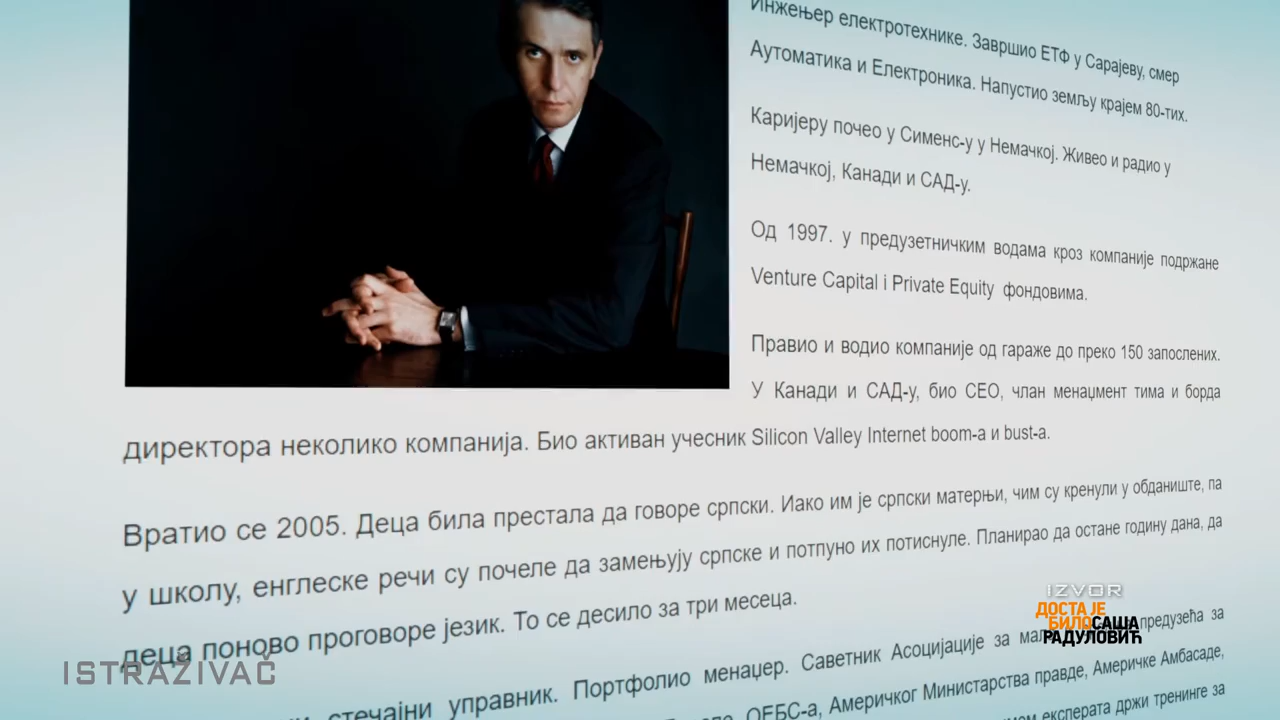 Инжењер електротехнике. Завршио ЕТФ у Сарајеву, смер
Аутоматика и Електроника. Напустио земљу крајем 80-тих.
Каријеру почео у Сименс-у у Немачкој. Живео и радио у
Немачкој, Канади и САД-у.
Од 1997. у предузетничким водама кроз компаније подржане
Venture Capital i Private Equity фондовима.
Правио и водио компаније од гараже до преко 150 запослених.
У Канади и САД-у, био CEO, члан менаџмент тима и борда
директора неколико компанија. Био активан учесник Silicon Valley Internet boom-а и bust-а.
Вратио се 2005. Деца била престала да говоре српски. Иако им је српски матерњи, чим су кренули у обданиште, па
у школу, енглеске речи су почеле да замењују српске и потпуно их потиснуле. Планирао да остане годину дана, да
деца поново проговоре језик. То се десило за три месеца.
стечајни управник. Портфолио менаџер. Саветник Асоцијације за предузећа за
ОЕБС-а, Америчког Министарства правде, Америчке Амбасаде,
експерата држи тренинге за
IZVOR
ДОСТА ЈЕ
БИЛО САША
РАДУЛОВИЋ
ISTRAŽIVAČ